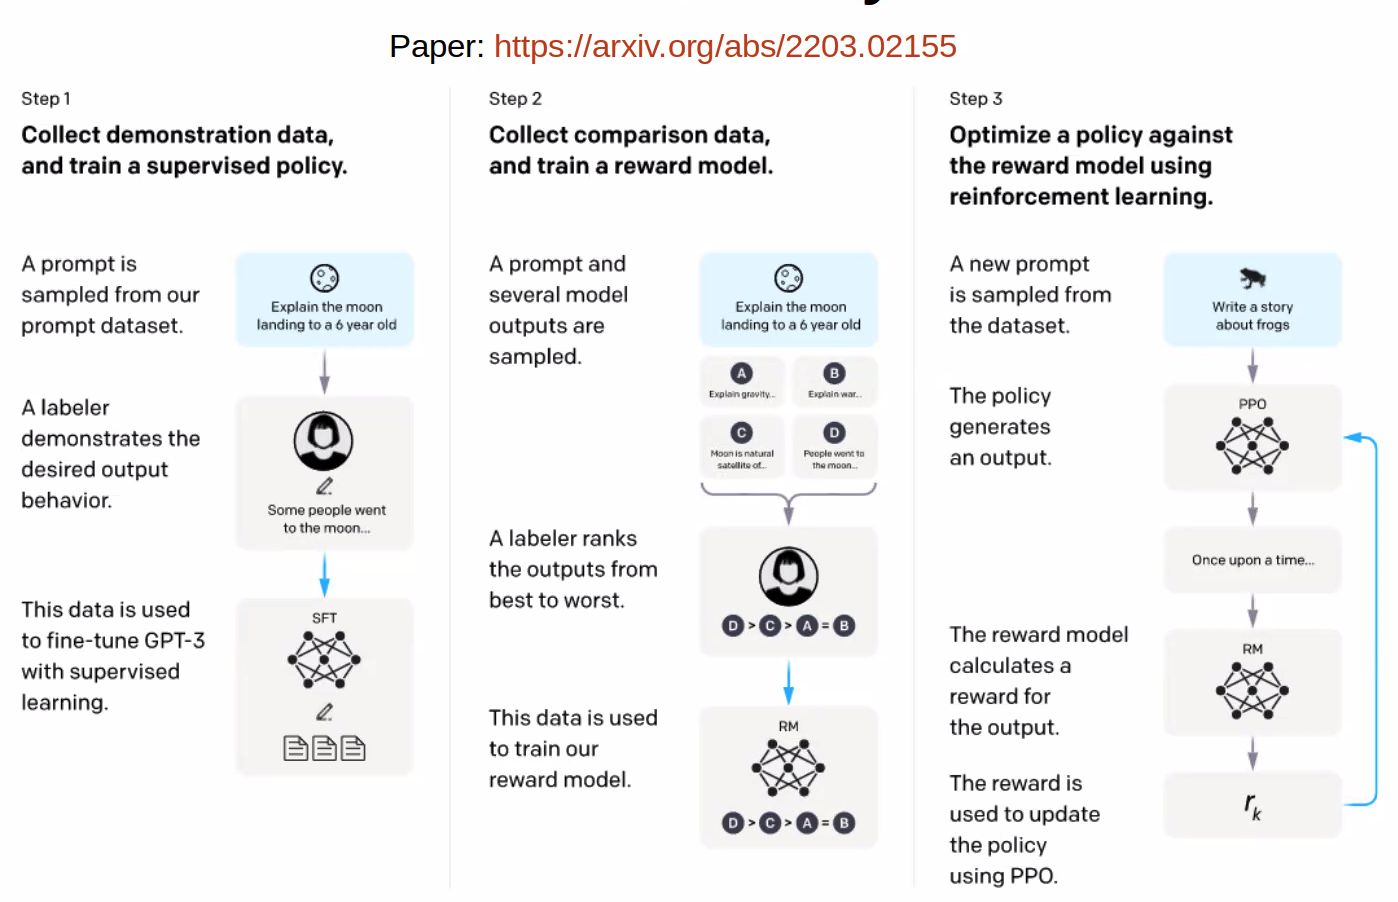 Paper: https://arxiv.org/abs/2203.02155
Step 1
Collect demonstration data,
and train a supervised policy.
A prompt is
sampled from our
prompt dataset.
Explain the moon
landing to a 6 year old
A labeler
demonstrates the
desired output
behavior.
Some people went
to the moon...
This data is used
to fine-tune GPT-3
with supervised
learning.
SFT
Step 2
Collect comparison data,
and train a reward model.
A prompt and
several model
outputs are
sampled.
Explain the moon
landing to a 6 year old
A
Explain gravity...
B
Explain war...
C
Moon is natural
satellite of...
D
People went to
the moon...
A labeler ranks
the outputs from
best to worst.
D > C > A = B
This data is used
to train our
reward model.
RM
D > C > A = B
Step 3
Optimize a policy against
the reward model using
reinforcement learning.
A new prompt
is sampled from
the dataset.
Write a story
about frogs
The policy
generates
an output.
PPO
Once upon a time...
The reward model
calculates a
reward for
the output.
RM
The reward is
used to update
the policy
using PPO.
rk